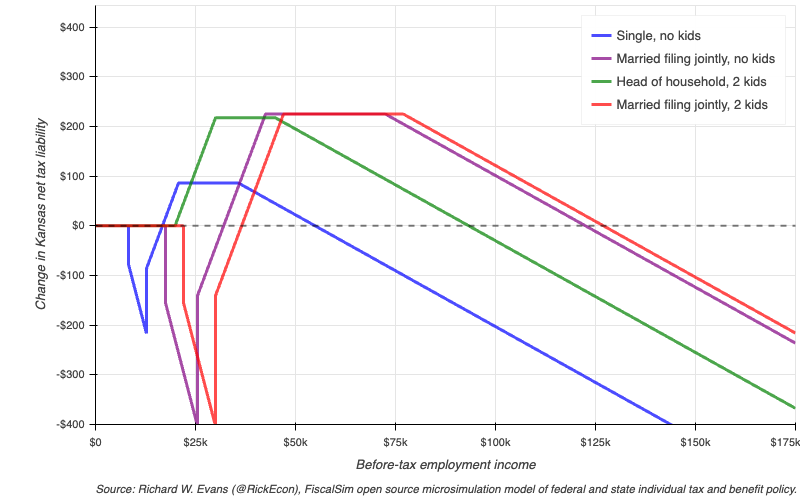 $400
$300
$200
$100
$0
-$100
-$200
-$300
-$400
Change in Kansas net tax liability
Single, no kids
Married filing jointly, no kids
Head of household, 2 kids
Married filing jointly, 2 kids
$0 $25k $50k $75k $100k $125k $150k $175k
Before-tax employment income
Source: Richard W. Evans (@RickEcon), FiscalSim open source microsimulation model of federal and state individual tax and benefit policy.